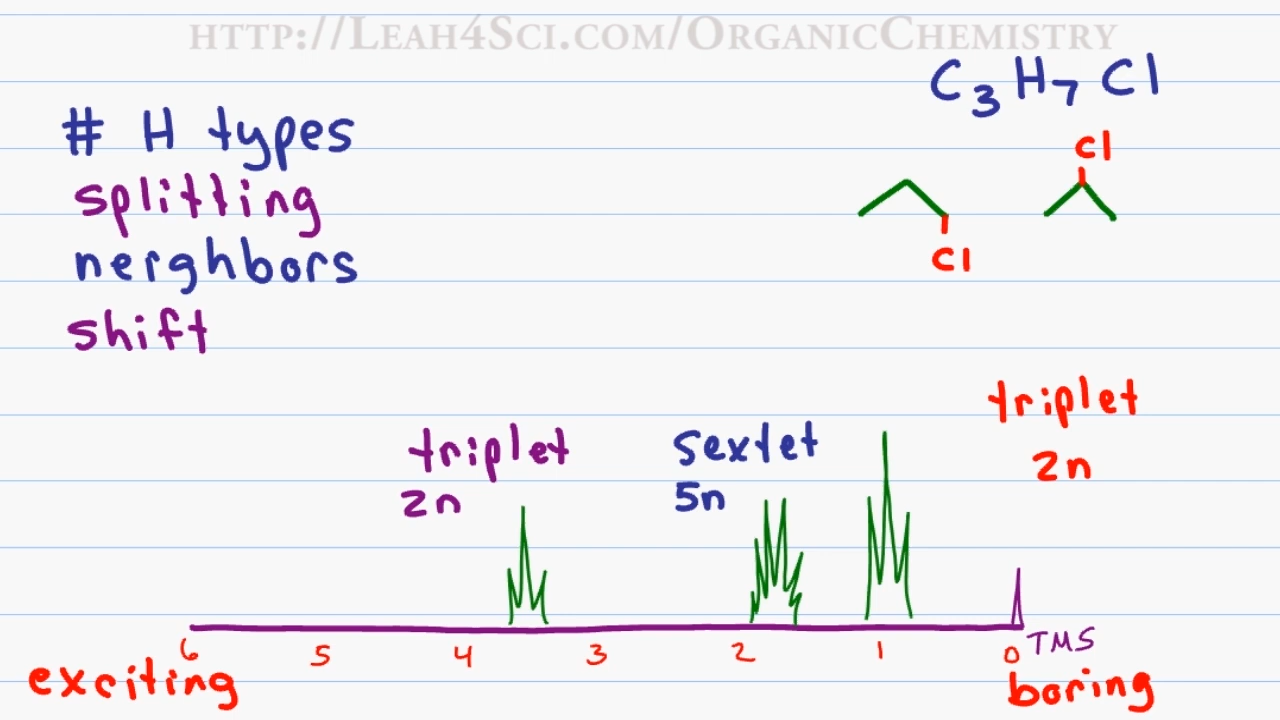 HTTP://LEAH4SCI.COM/ORGANICCHEMISTRY
C3H7Cl
# H types
splitting
neighbors
shift
Cl
Cl
triplet
2n
sextet
5n
triplet
2n
6 5 4 3 2 1 0 TMS
exciting
boring